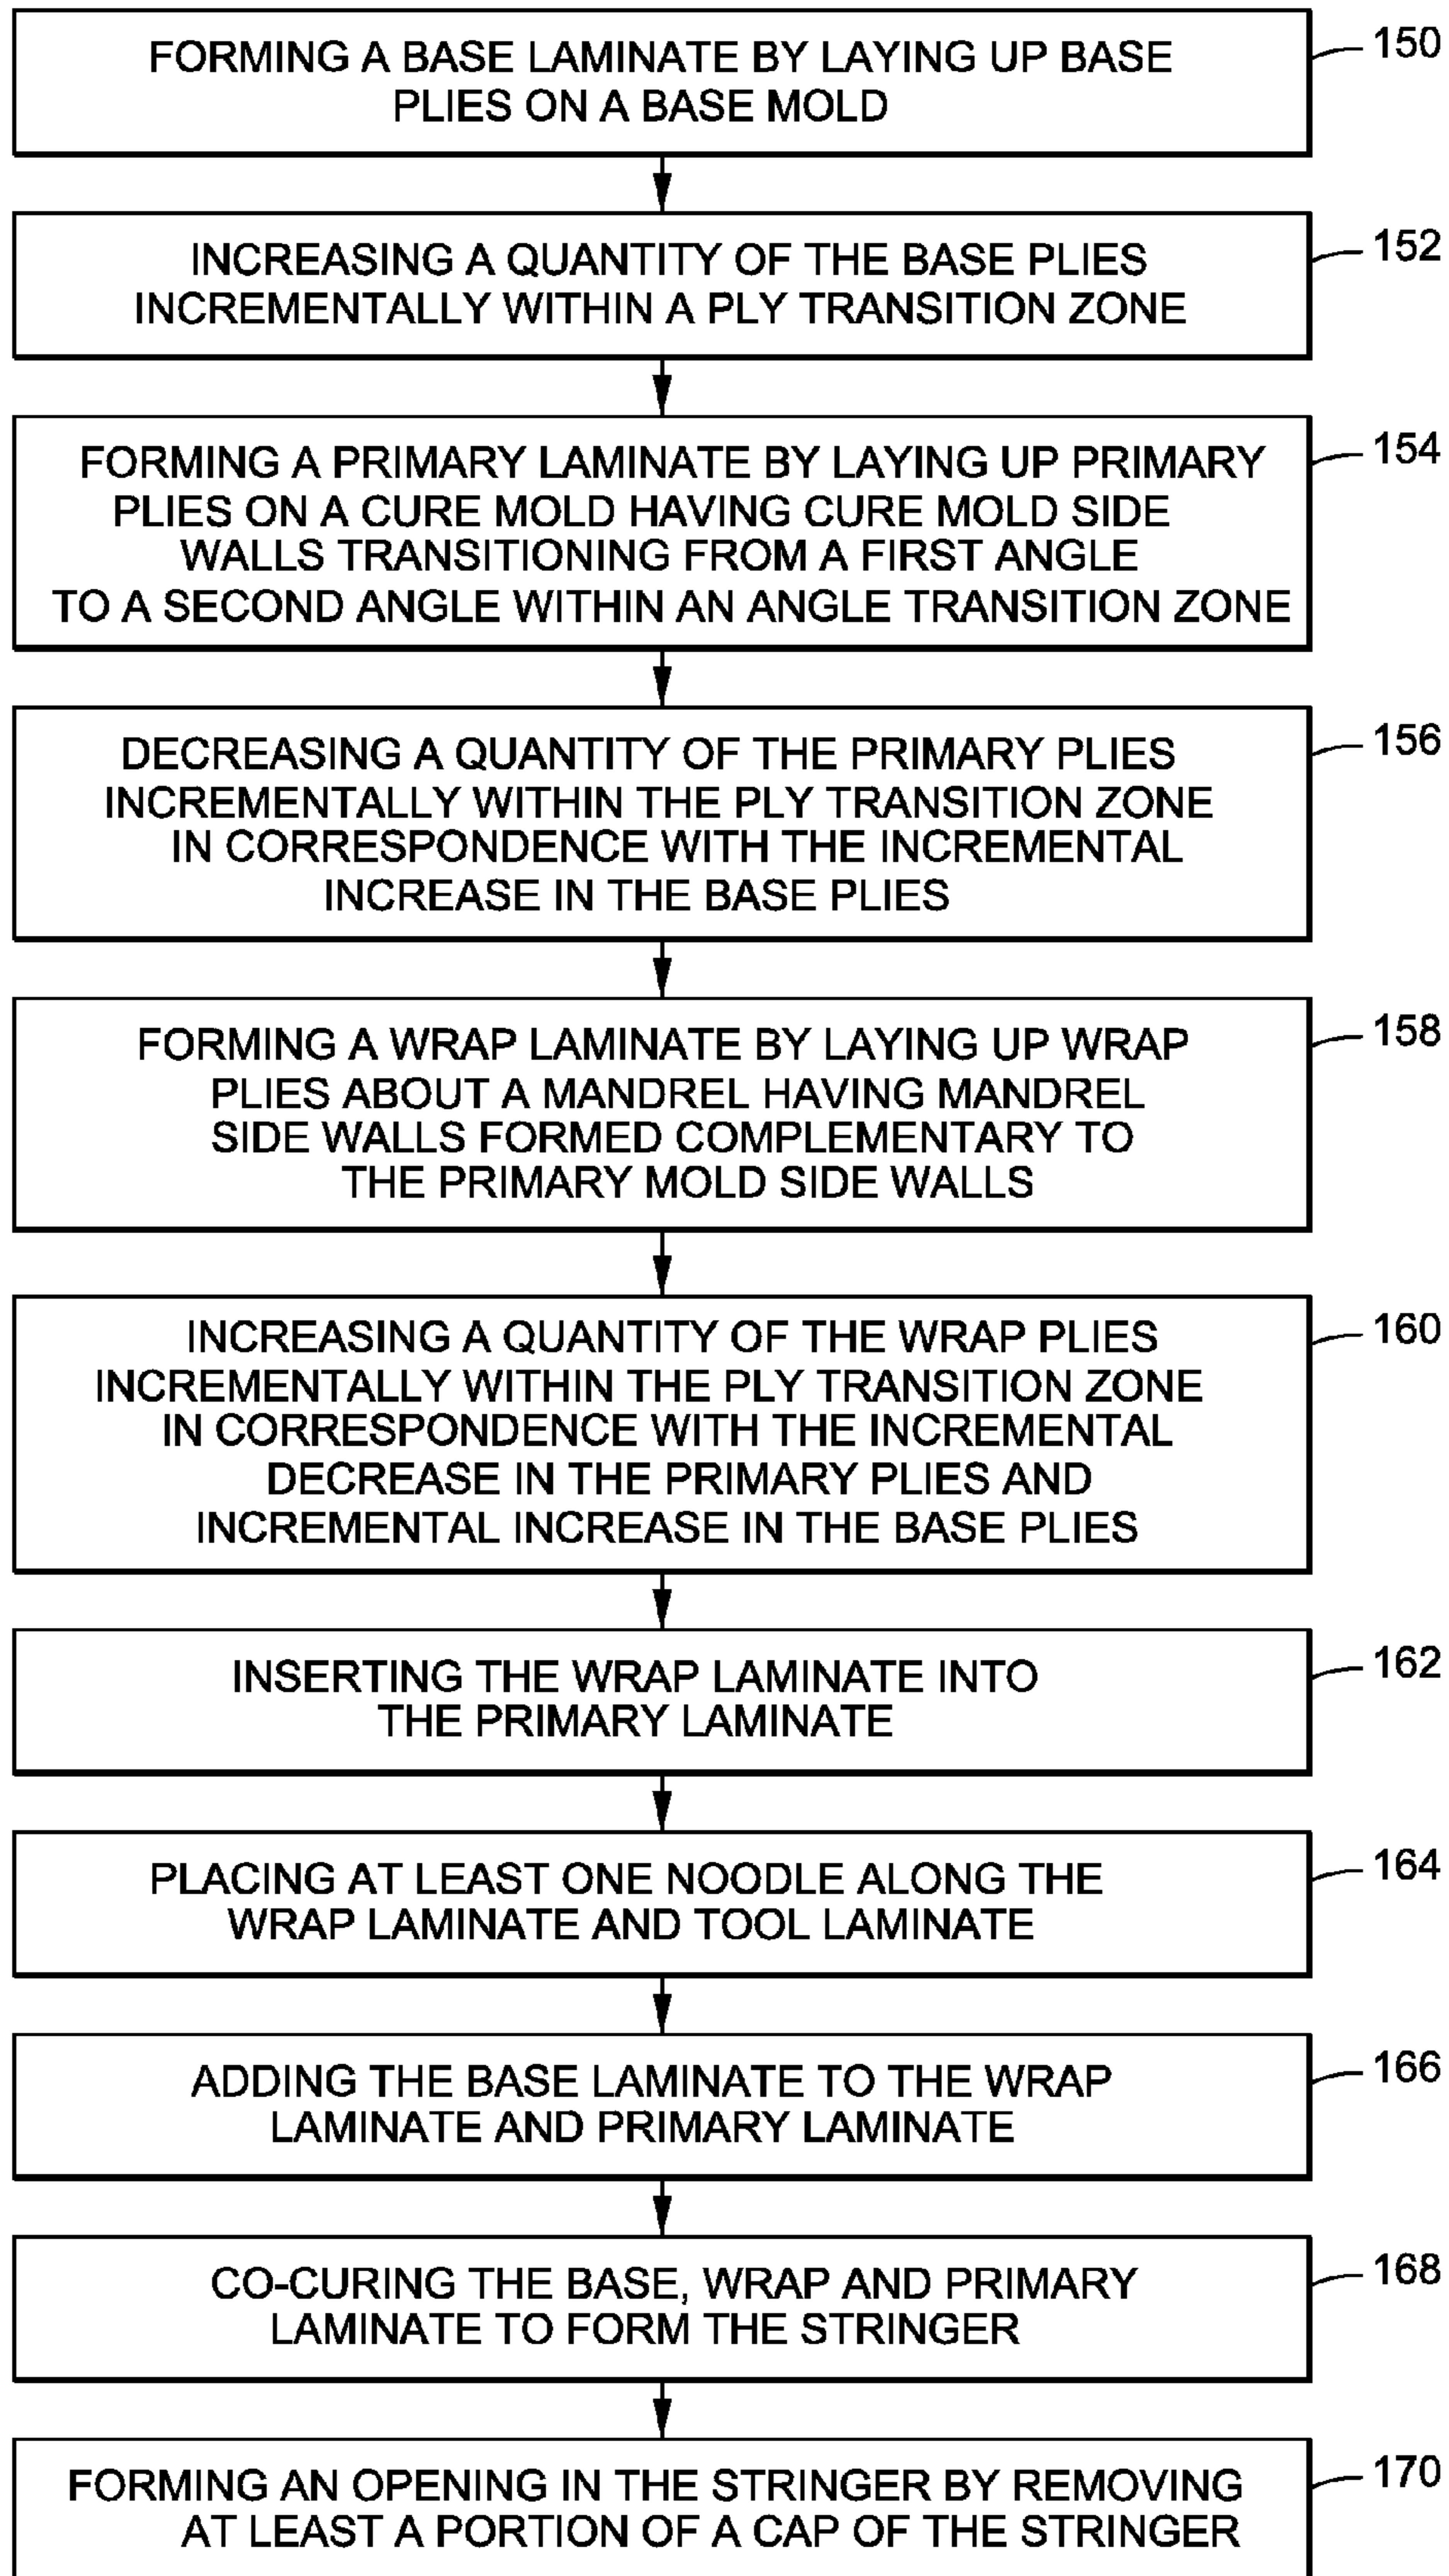 FORMING A BASE LAMINATE BY LAYING UP BASE
PLIES ON A BASE MOLD
150
INCREASING A QUANTITY OF THE BASE PLIES
INCREMENTALLY WITHIN A PLY TRANSITION ZONE
152
FORMING A PRIMARY LAMINATE BY LAYING UP PRIMARY
PLIES ON A CURE MOLD HAVING CURE MOLD SIDE
WALLS TRANSITIONING FROM A FIRST ANGLE
TO A SECOND ANGLE WITHIN AN ANGLE TRANSITION ZONE
154
DECREASING A QUANTITY OF THE PRIMARY PLIES
INCREMENTALLY WITHIN THE PLY TRANSITION ZONE
IN CORRESPONDENCE WITH THE INCREMENTAL
INCREASE IN THE BASE PLIES
156
FORMING A WRAP LAMINATE BY LAYING UP WRAP
PLIES ABOUT A MANDREL HAVING MANDREL
SIDE WALLS FORMED COMPLEMENTARY TO
THE PRIMARY MOLD SIDE WALLS
158
INCREASING A QUANTITY OF THE WRAP PLIES
INCREMENTALLY WITHIN THE PLY TRANSITION ZONE
IN CORRESPONDENCE WITH THE INCREMENTAL
DECREASE IN THE PRIMARY PLIES AND
INCREMENTAL INCREASE IN THE BASE PLIES
160
INSERTING THE WRAP LAMINATE INTO
THE PRIMARY LAMINATE
162
PLACING AT LEAST ONE NOODLE ALONG THE
WRAP LAMINATE AND TOOL LAMINATE
164
ADDING THE BASE LAMINATE TO THE WRAP
LAMINATE AND PRIMARY LAMINATE
166
CO-CURING THE BASE, WRAP AND PRIMARY
LAMINATE TO FORM THE STRINGER
168
FORMING AN OPENING IN THE STRINGER BY REMOVING
AT LEAST A PORTION OF A CAP OF THE STRINGER
170